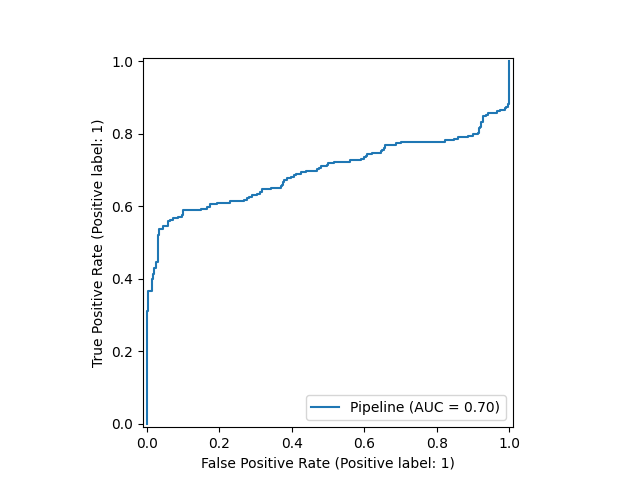 1.0
0.8
0.6
0.4
0.2
0.0
True Positive Rate (Positive label: 1)
Pipeline (AUC = 0.70)
0.0 0.2 0.4 0.6 0.8 1.0
False Positive Rate (Positive label: 1)